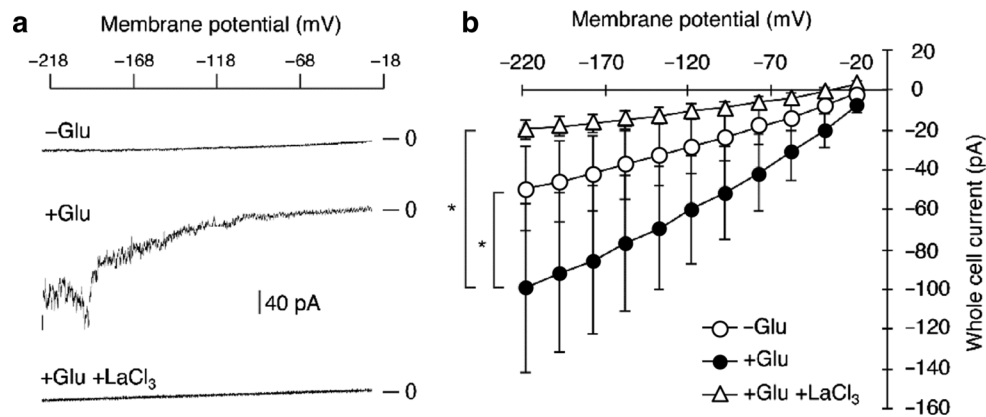 a
Membrane potential (mV)
−218 −168 −118 −68 −18
−Glu
— 0
+Glu
— 0
40 pA
+Glu +LaCl₃
— 0
b
Membrane potential (mV)
−220 −170 −120 −70 −20
20
0
−20
−40
−60
−80
−100
−120
−140
−160
Whole cell current (pA)
*
*
−Glu
+Glu
+Glu +LaCl₃